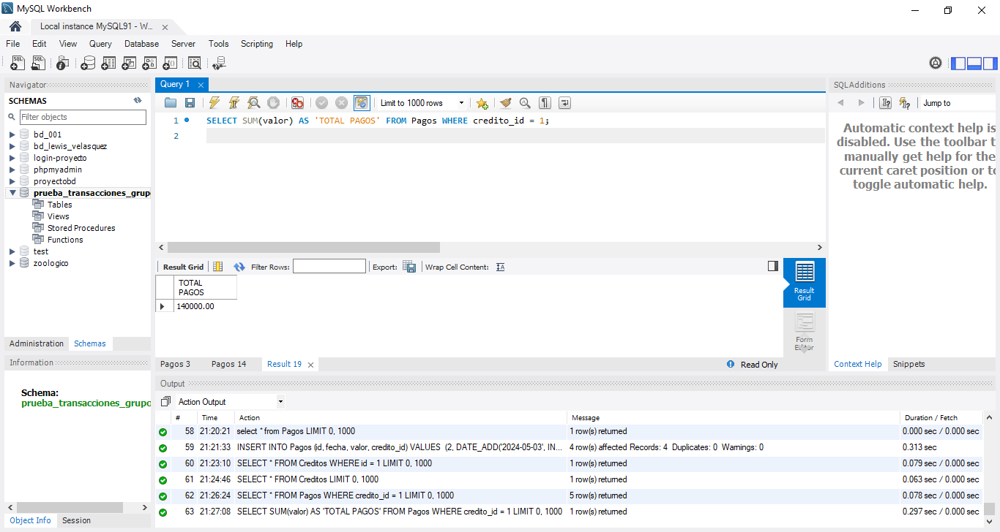 MySQL Workbench
Local instance MySQL91 - W...
File Edit View Query Database Server Tools Scripting Help
Navigator
SCHEMAS
Filter objects
bd_001
bd_lewis_velasquez
login-proyecto
phpmyadmin
proyectobd
prueba_transacciones_grupo
Tables
Views
Stored Procedures
Functions
test
zoologico
Administration Schemas
Information
Schema:
prueba_transacciones_grupo
Object Info Session
Query 1
Limit to 1000 rows
1 SELECT SUM(valor) AS 'TOTAL PAGOS' FROM Pagos WHERE credito_id = 1;
2
Result Grid Filter Rows: Export: Wrap Cell Content:
TOTAL
PAGOS
140000.00
Result
Grid
Form
Editor
Pagos 3 Pagos 14 Result 19 Read Only
SQLAdditions
Jump to
Automatic context help is
disabled. Use the toolbar t
manually get help for the
current caret position or to
toggle automatic help.
Context Help Snippets
Output
Action Output
# Time Action Message Duration / Fetch
58 21:20:21 select * from Pagos LIMIT 0, 1000 1 row(s) returned 0.000 sec / 0.000 sec
59 21:21:33 INSERT INTO Pagos (id, fecha, valor, credito_id) VALUES (2, DATE_ADD('2024-05-03', IN... 4 row(s) affected Records: 4 Duplicates: 0 Warnings: 0 0.313 sec
60 21:23:10 SELECT * FROM Creditos WHERE id = 1 LIMIT 0, 1000 1 row(s) returned 0.079 sec / 0.000 sec
61 21:24:46 SELECT * FROM Creditos LIMIT 0, 1000 1 row(s) returned 0.063 sec / 0.000 sec
62 21:26:24 SELECT * FROM Pagos WHERE credito_id = 1 LIMIT 0, 1000 5 row(s) returned 0.078 sec / 0.000 sec
63 21:27:08 SELECT SUM(valor) AS 'TOTAL PAGOS' FROM Pagos WHERE credito_id = 1 LIMIT 0, 1000 1 row(s) returned 0.297 sec / 0.000 sec